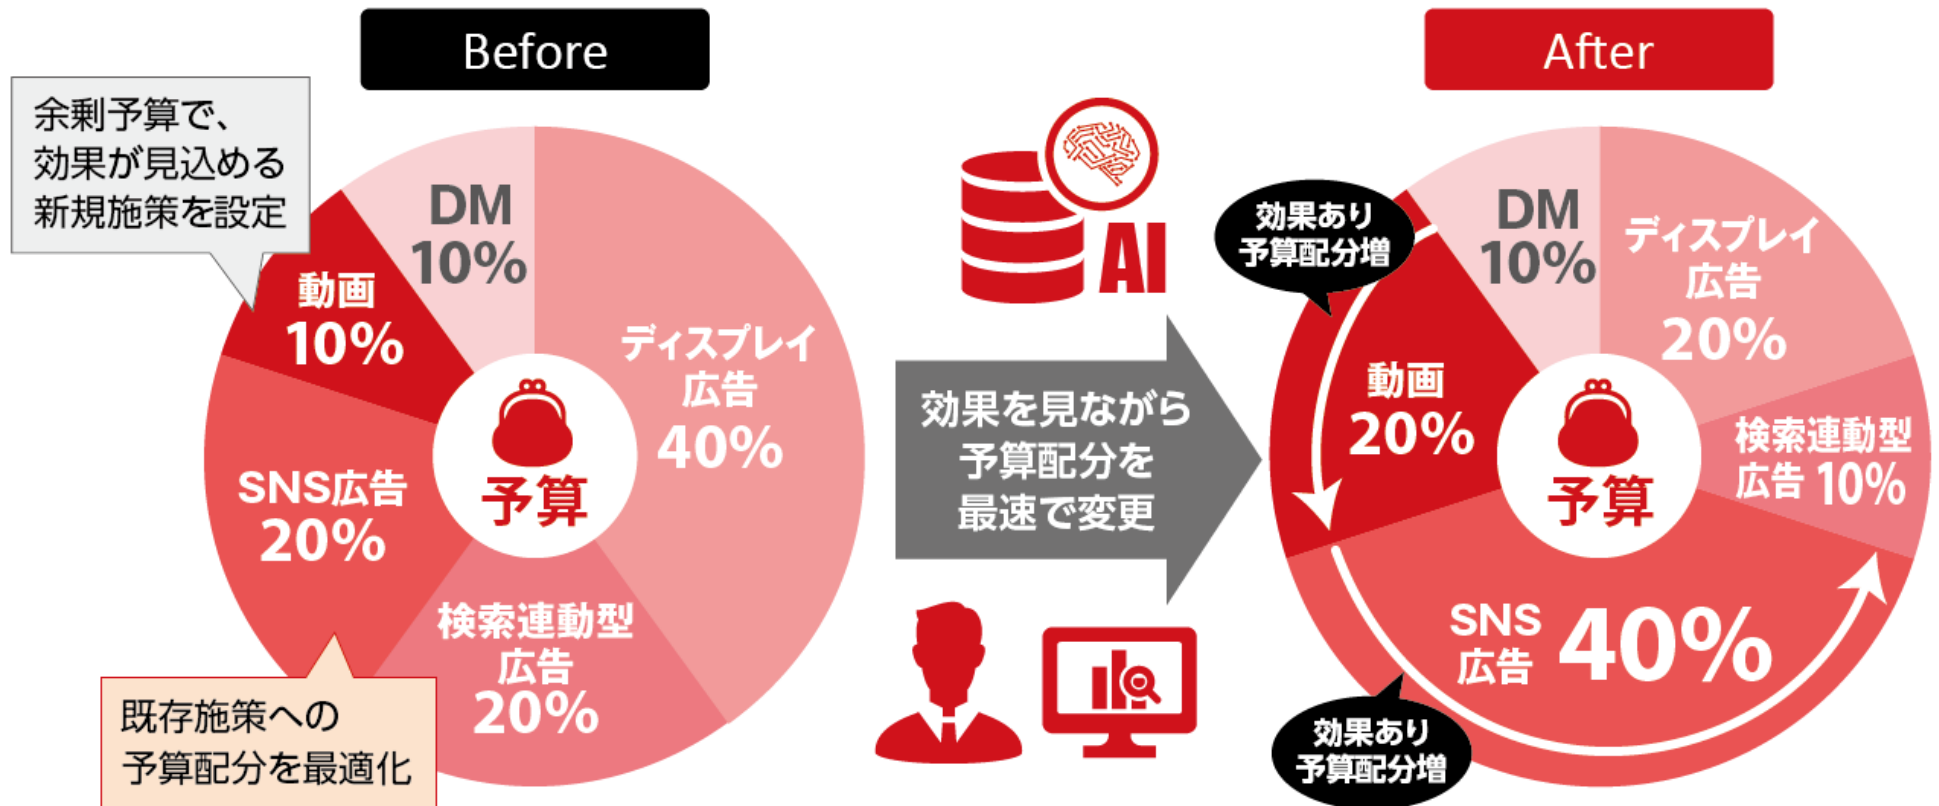 Before
余剰予算で、
効果が見込める
新規施策を設定
DM
10%
動画
10%
ディスプレイ
広告
40%
SNS広告
20%
予算
検索連動型
広告
20%
既存施策への
予算配分を最適化
AI
効果を見ながら
予算配分を
最速で変更
After
効果あり
予算配分増
DM
10%
ディスプレイ
広告
20%
動画
20%
検索連動型
広告 10%
予算
SNS
広告 40%
効果あり
予算配分増